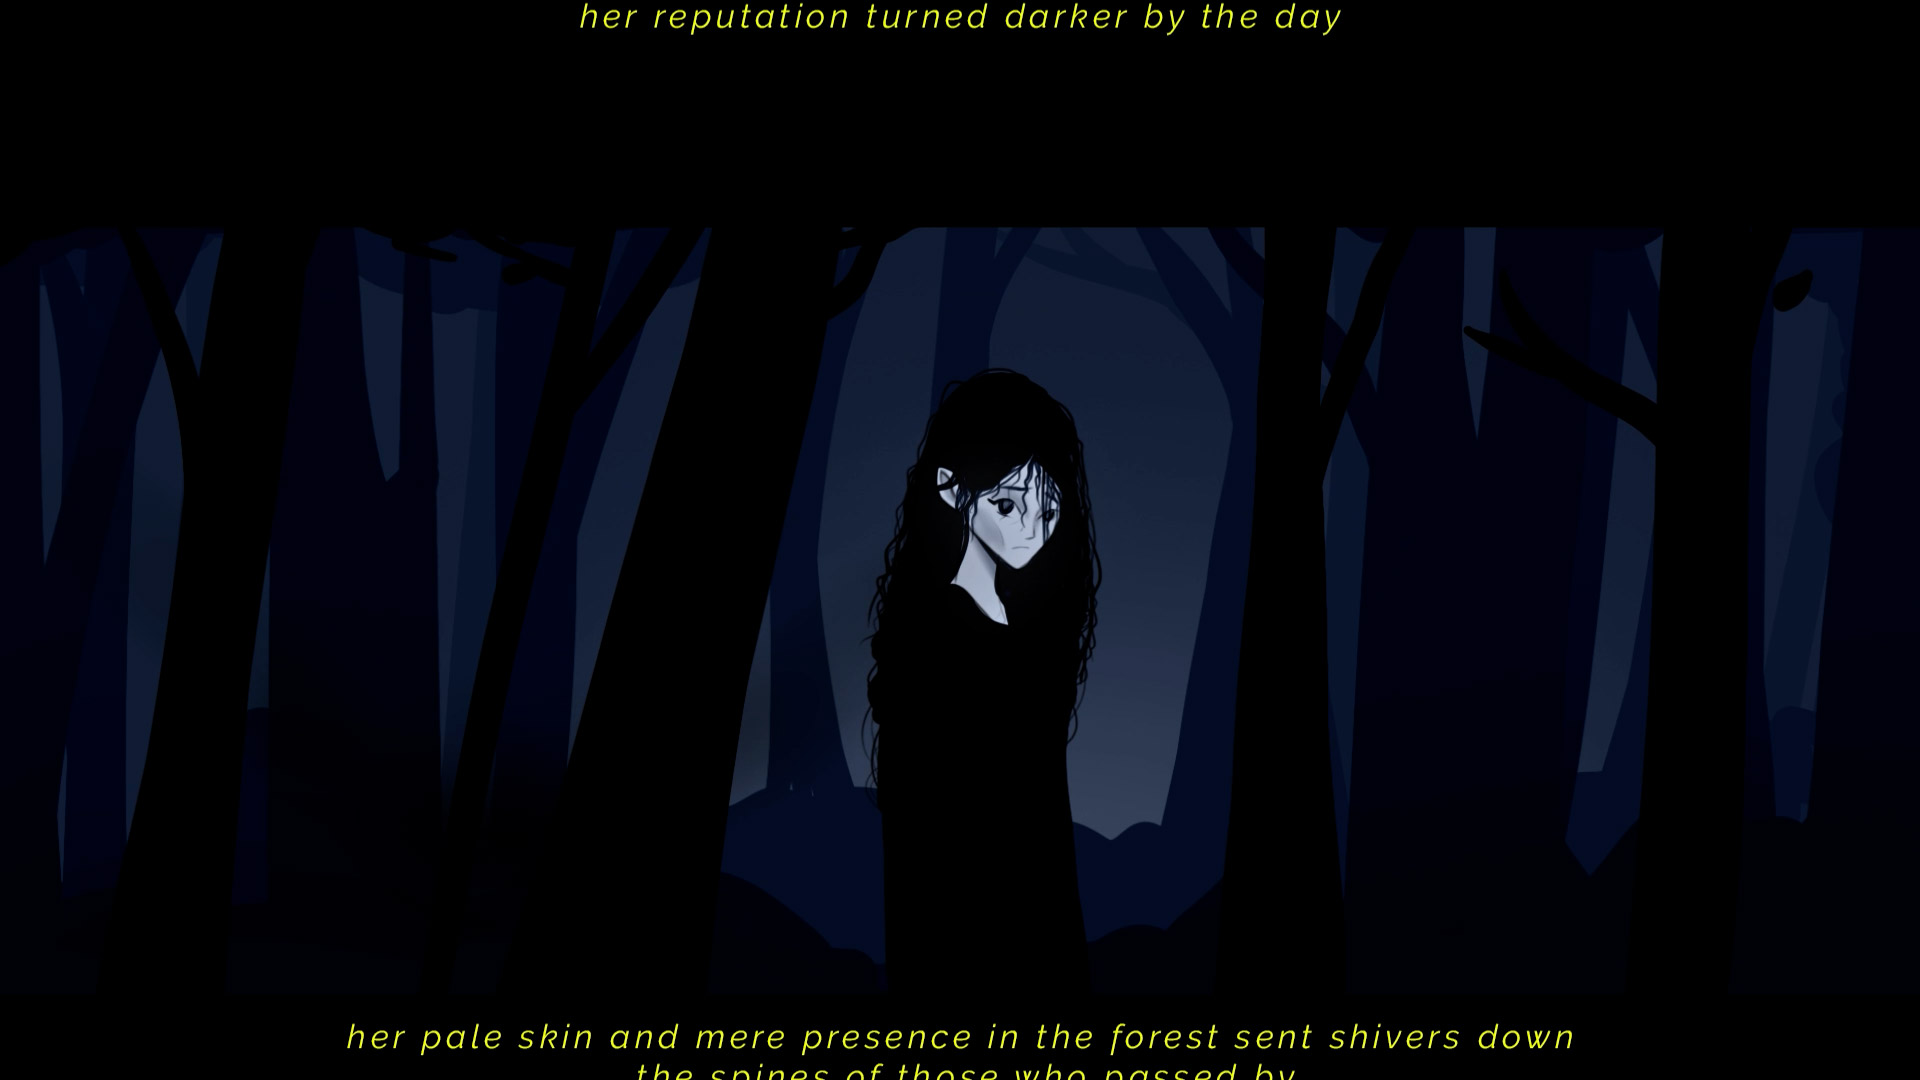 her reputation turned darker by the day
her pale skin and mere presence in the forest sent shivers down
the spines of those who passed by